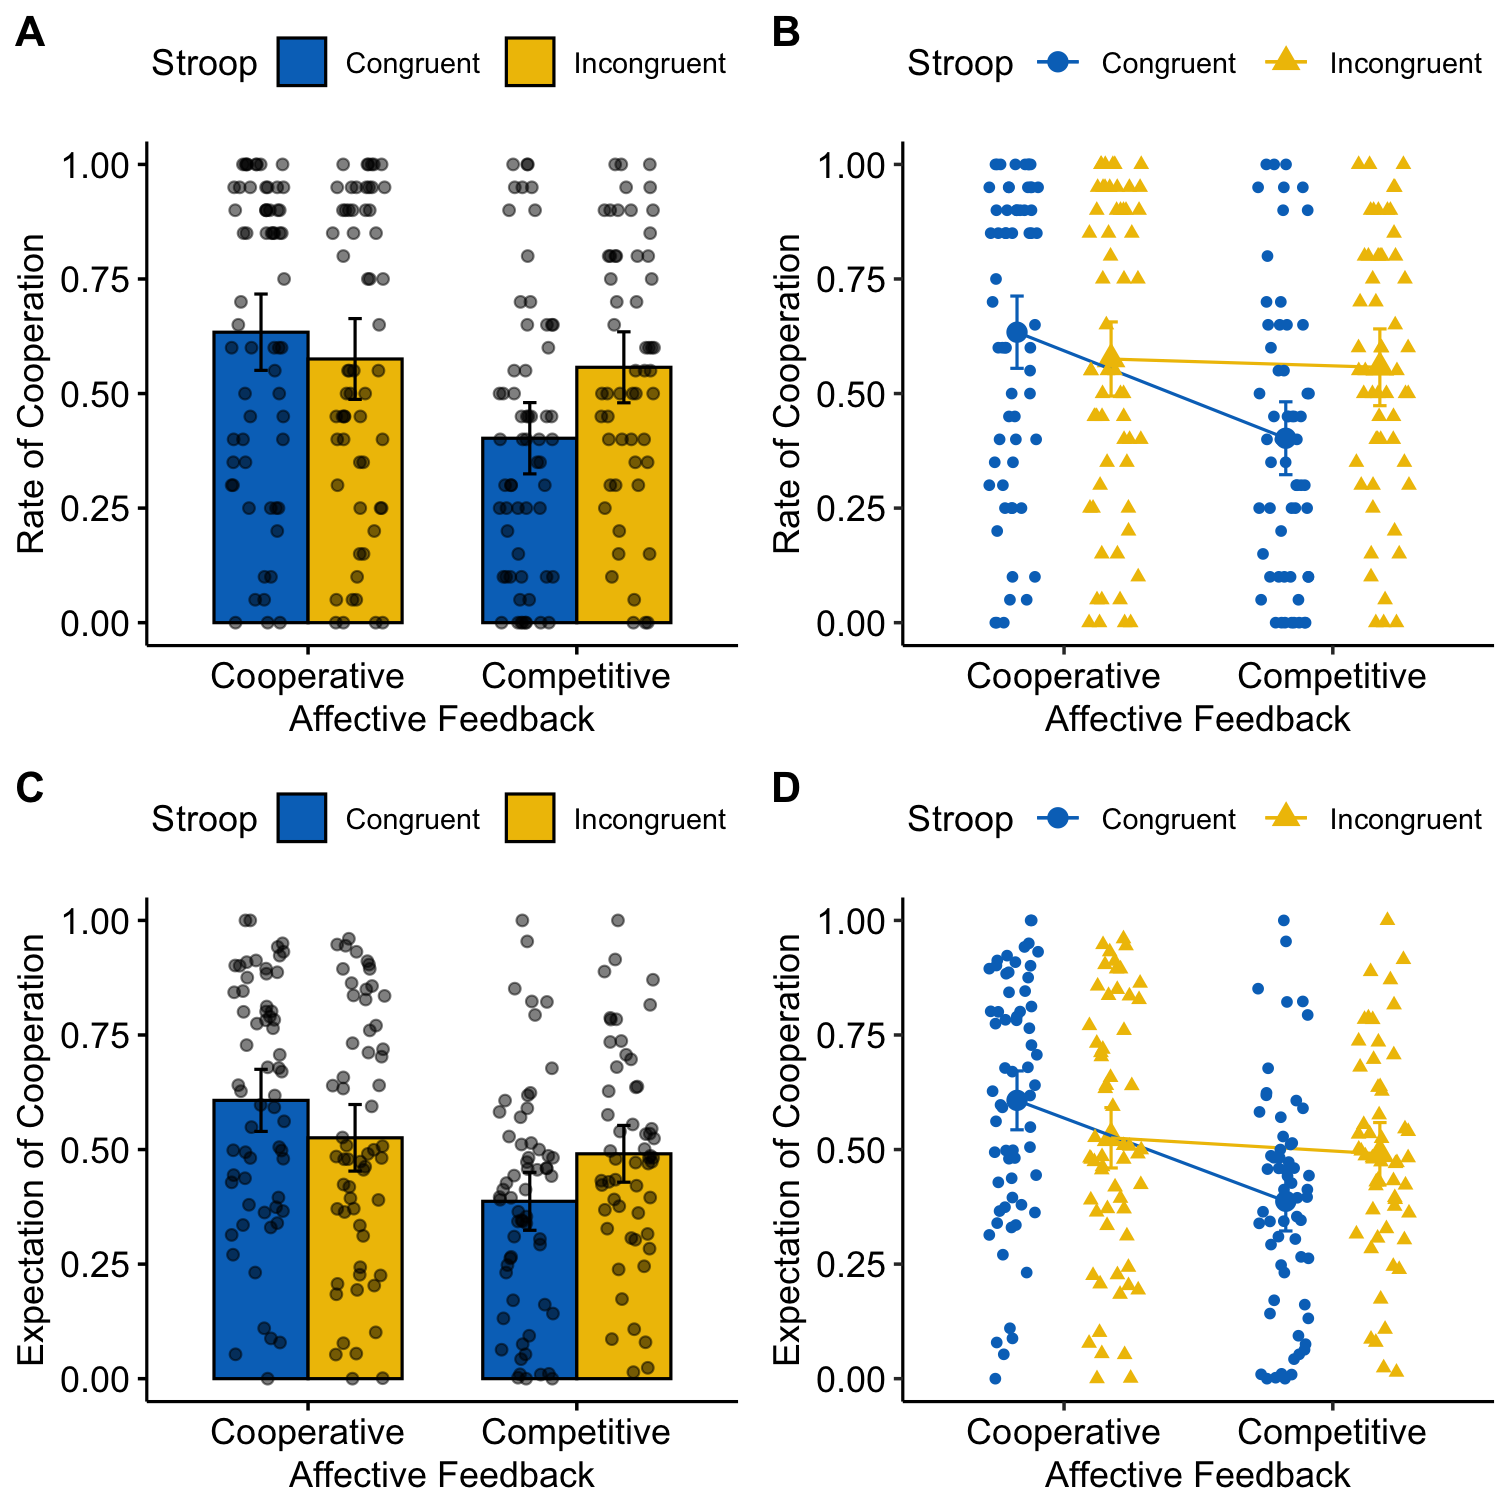 A
Stroop Congruent Incongruent
Rate of Cooperation
1.00
0.75
0.50
0.25
0.00
Cooperative Competitive
Affective Feedback
B
Stroop Congruent Incongruent
Rate of Cooperation
1.00
0.75
0.50
0.25
0.00
Cooperative Competitive
Affective Feedback
C
Stroop Congruent Incongruent
Expectation of Cooperation
1.00
0.75
0.50
0.25
0.00
Cooperative Competitive
Affective Feedback
D
Stroop Congruent Incongruent
Expectation of Cooperation
1.00
0.75
0.50
0.25
0.00
Cooperative Competitive
Affective Feedback